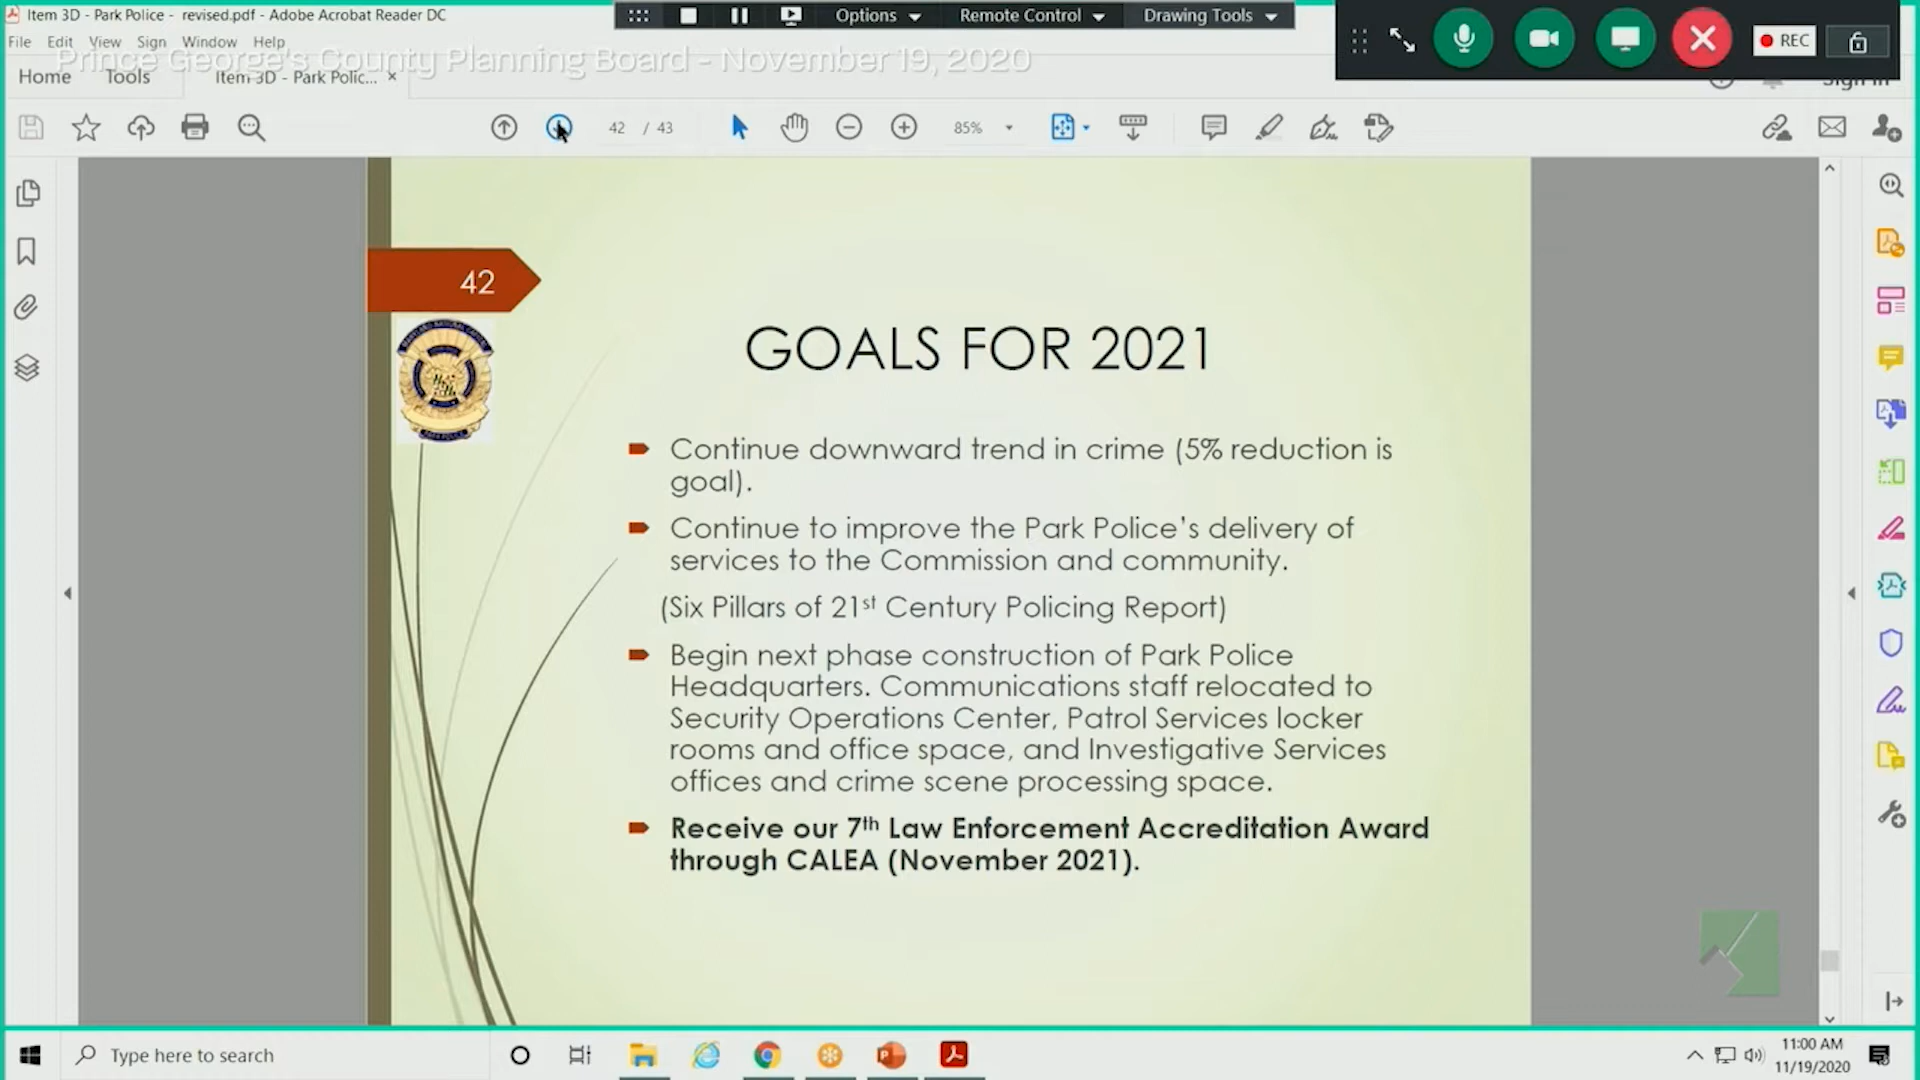 Item 3D - Park Police - revised.pdf - Adobe Acrobat Reader DC
Options
Remote Control
Drawing Tools
REC
File Edit View Sign Window Help
Prince George's County Planning Board - November 19, 2020
Home Tools Item 3D - Park Polic... ×
Sign In
42 / 43
85%
42
PARK POLICE
GOALS FOR 2021
Continue downward trend in crime (5% reduction is
goal).
Continue to improve the Park Police’s delivery of
services to the Commission and community.
(Six Pillars of 21st Century Policing Report)
Begin next phase construction of Park Police
Headquarters. Communications staff relocated to
Security Operations Center, Patrol Services locker
rooms and office space, and Investigative Services
offices and crime scene processing space.
Receive our 7th Law Enforcement Accreditation Award
through CALEA (November 2021).
Type here to search
11:00 AM
11/19/2020